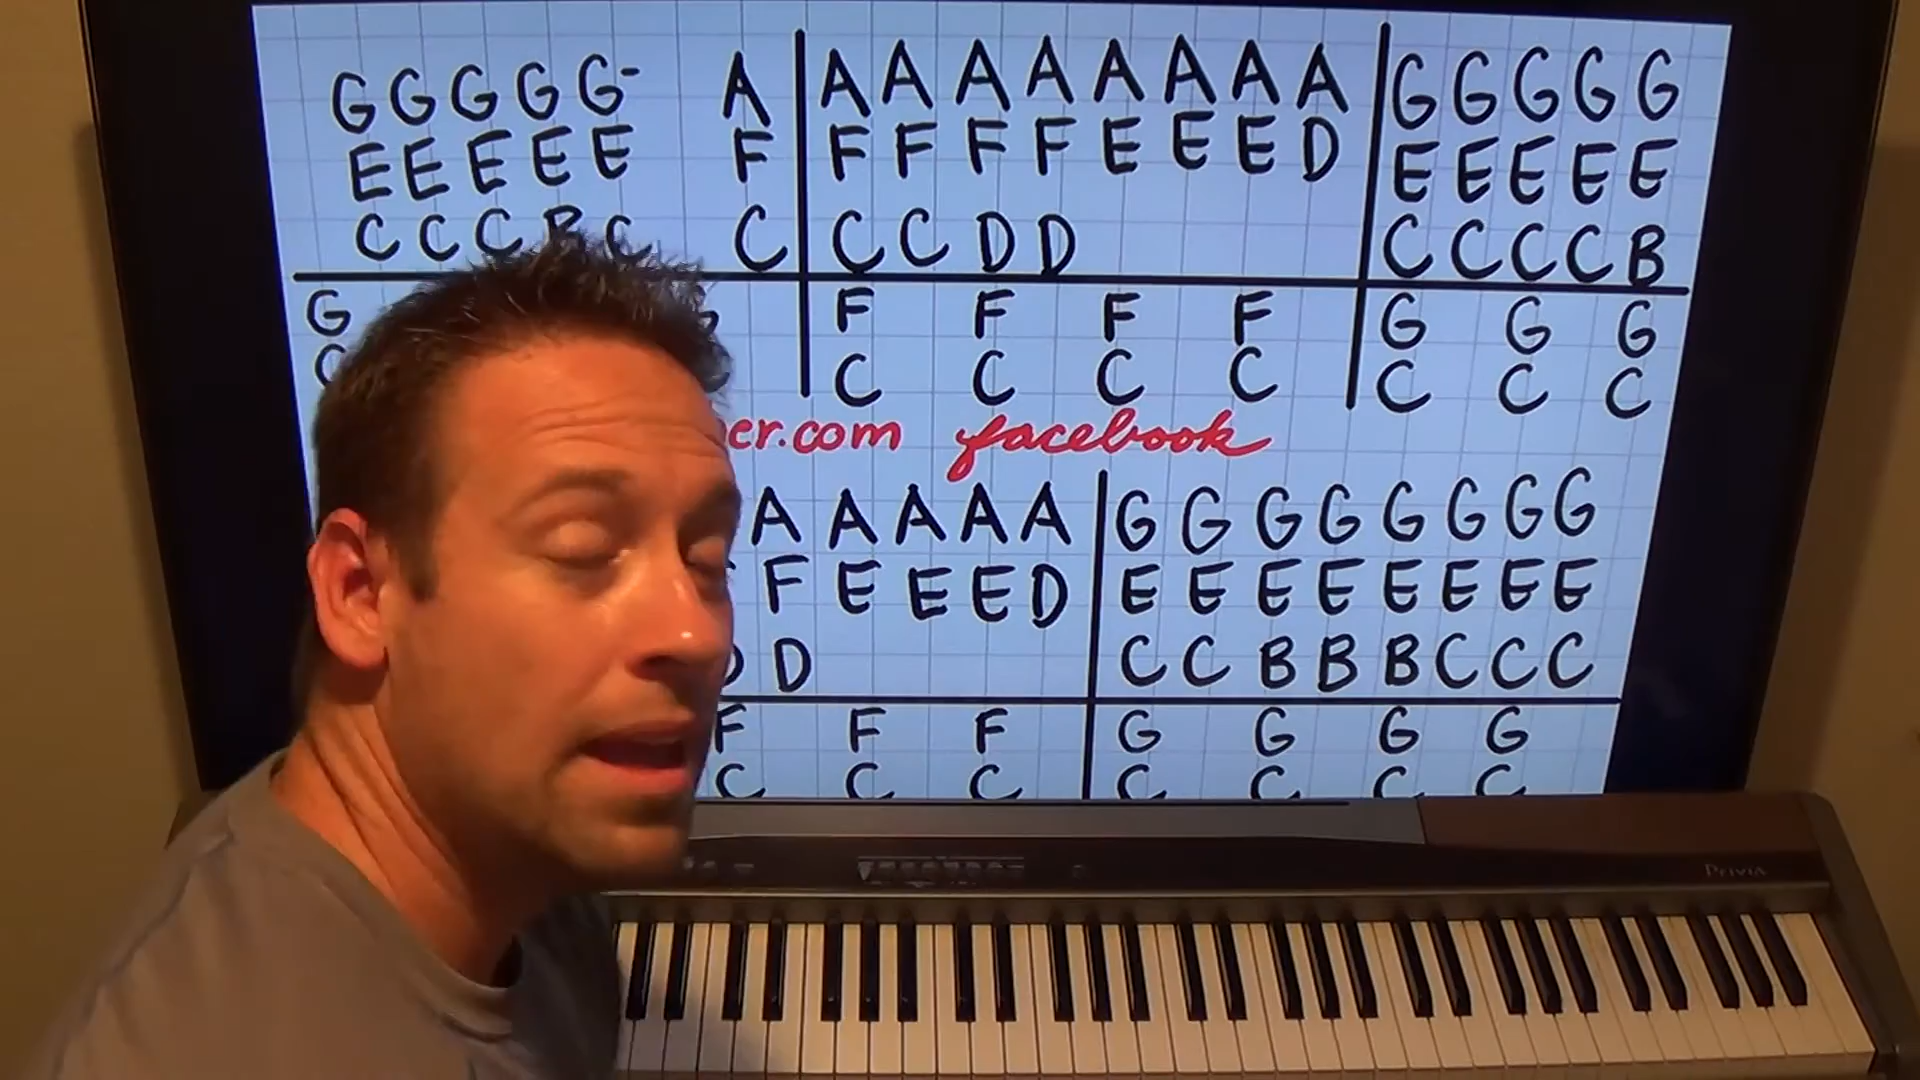 G G G G G- A A A A A A A A A G G G G G
E E E E E F F F F F E E E D E E E E E
C C C B C C C C D D C C C C B
G G F F F F G G G
C C C C C C C C
er.com facebook
A A A A A G G G G G G G G
F E E E D E E E E E E E E
D D C C B B B C C C
F F F G G G G
C C C C C C C
Privia